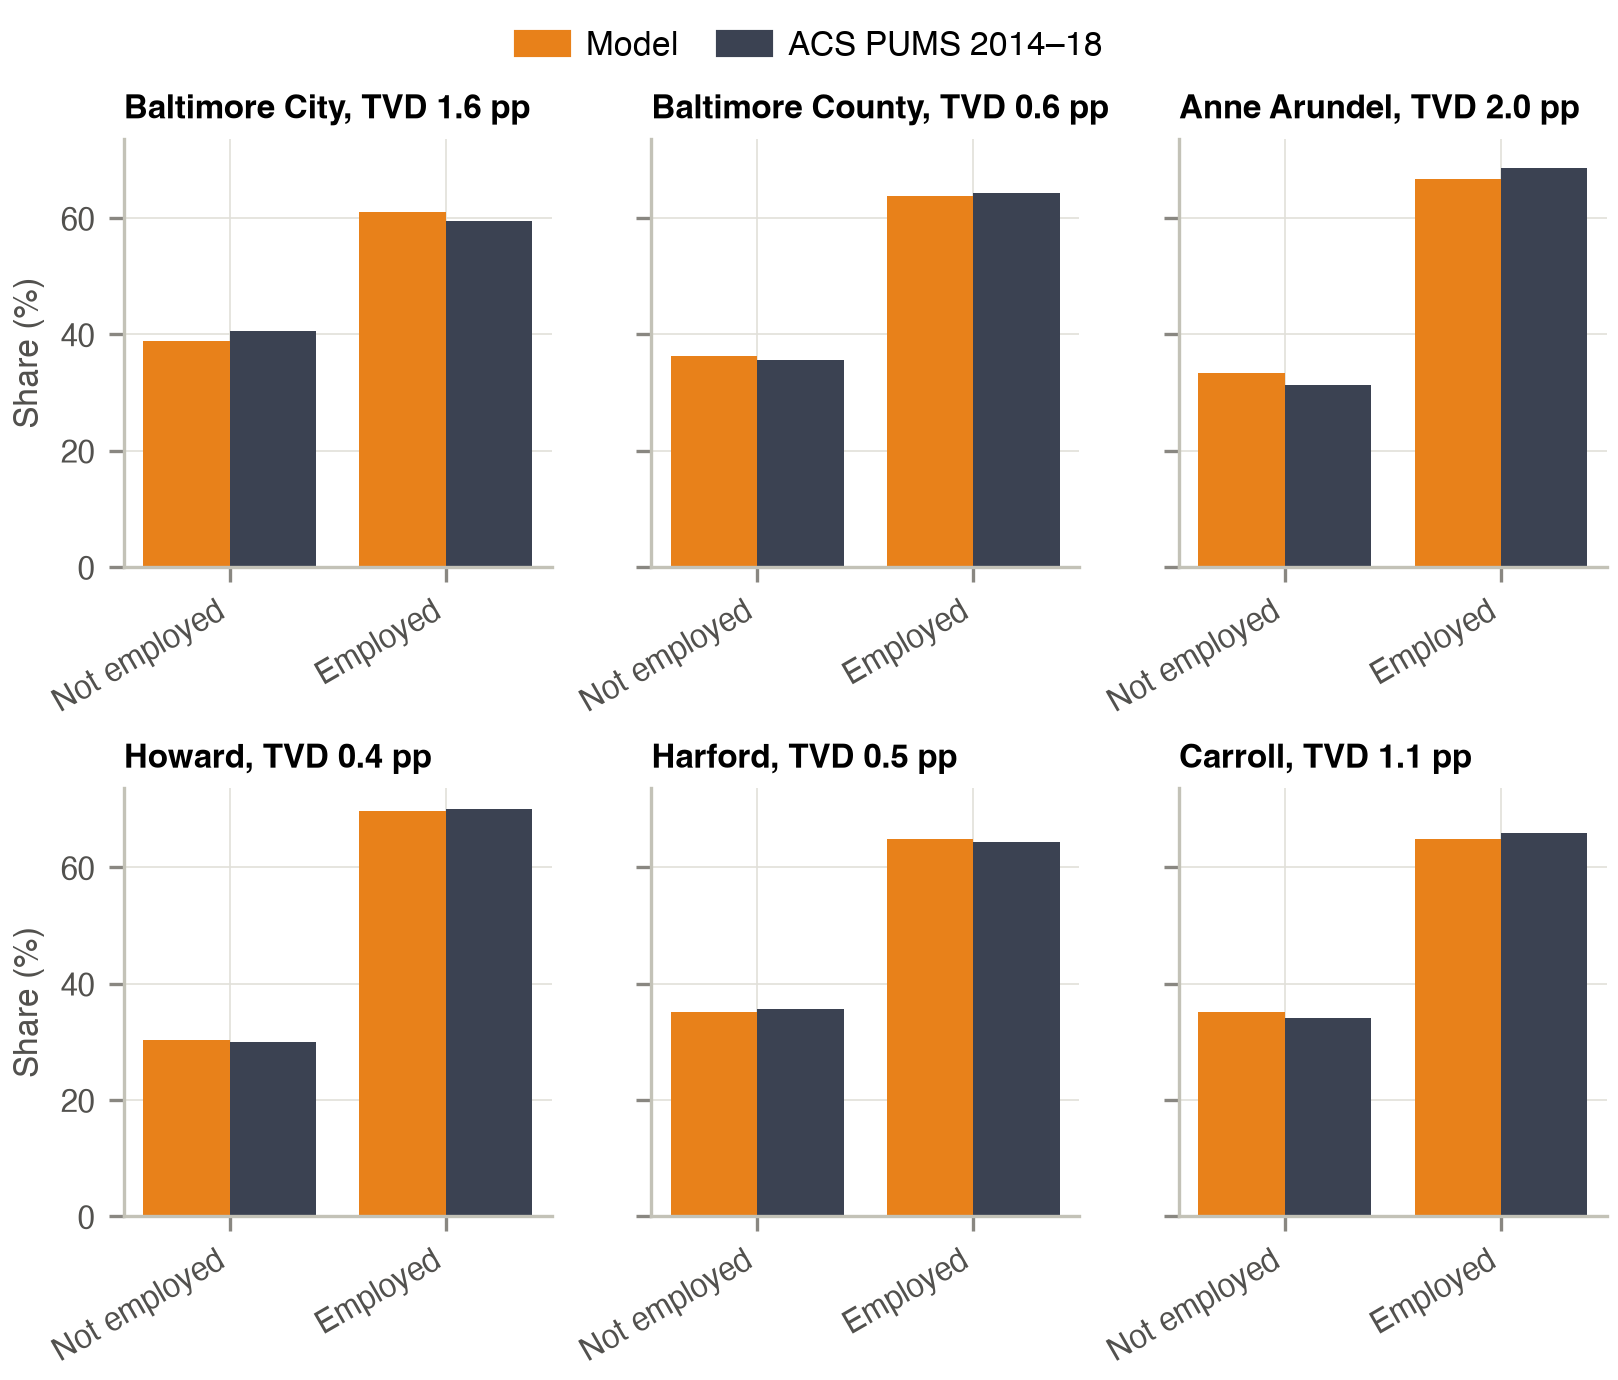 Model ACS PUMS 2014–18
Baltimore City, TVD 1.6 pp
Baltimore County, TVD 0.6 pp
Anne Arundel, TVD 2.0 pp
Share (%)
60
40
20
0
Not employed
Employed
Not employed
Employed
Not employed
Employed
Howard, TVD 0.4 pp
Harford, TVD 0.5 pp
Carroll, TVD 1.1 pp
Share (%)
60
40
20
0
Not employed
Employed
Not employed
Employed
Not employed
Employed